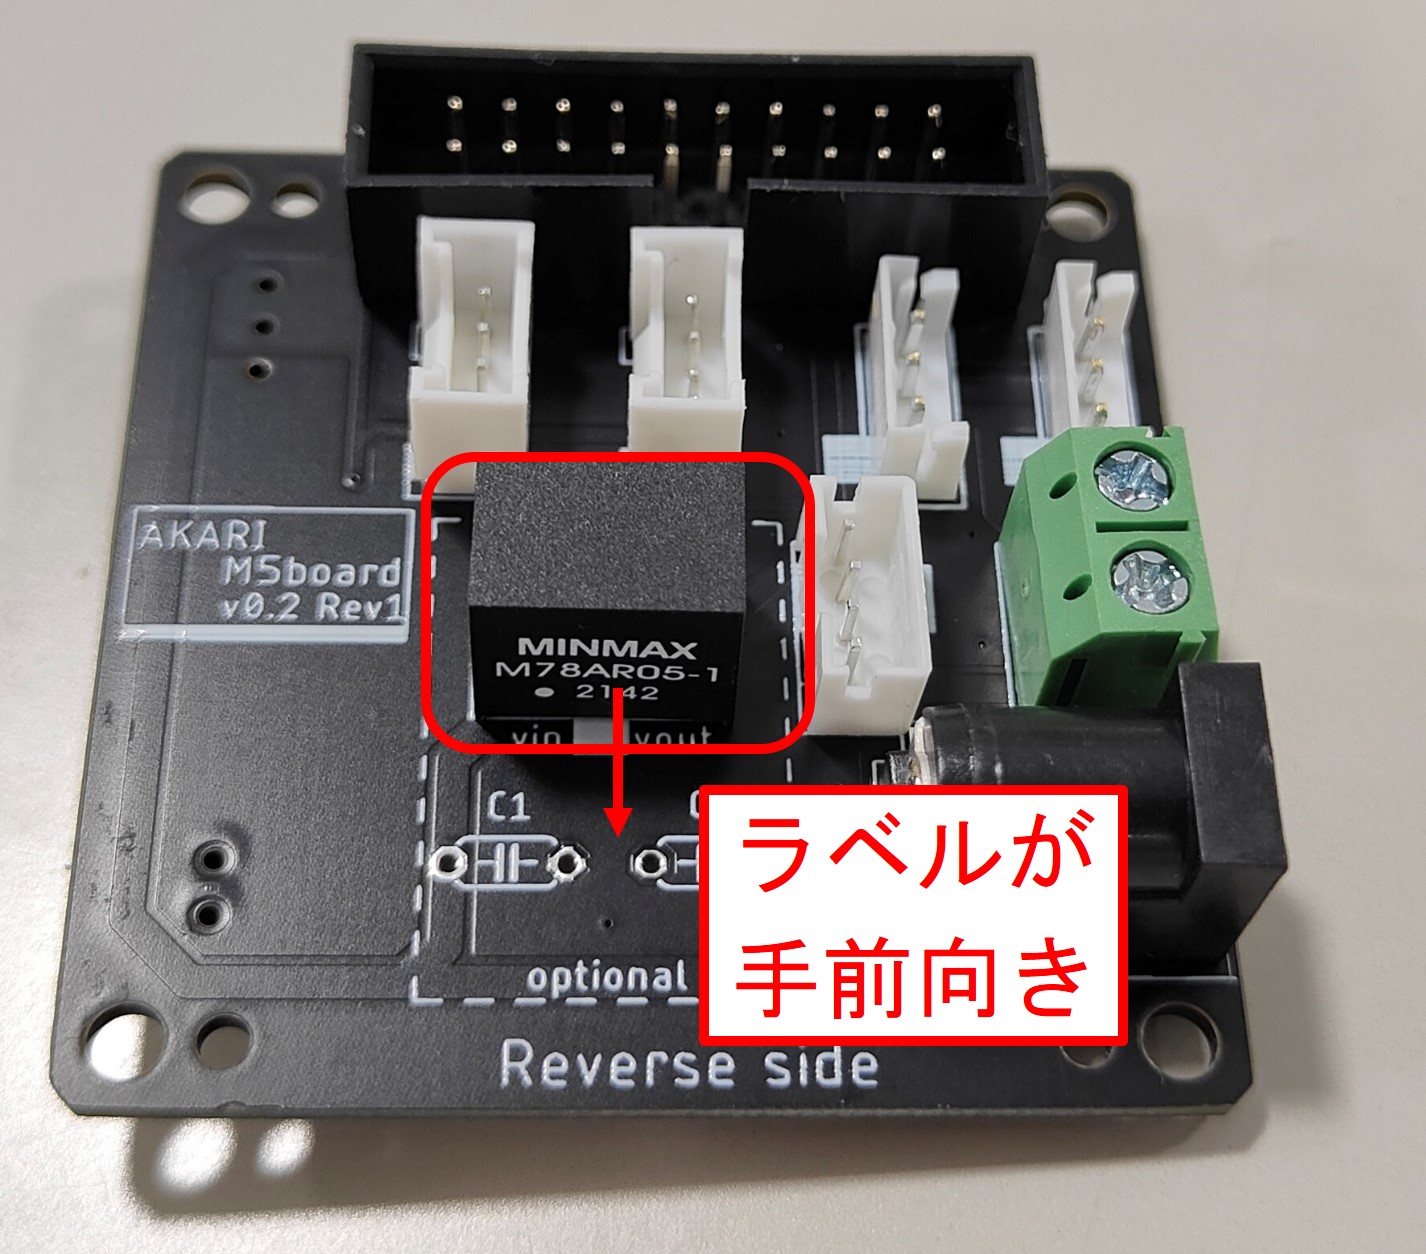 AKARI
M5board
v0.2 Rev1
MINMAX
M78AR05-1
2142
vin
vout
C1
ラベルが
手前向き
optional
Reverse side